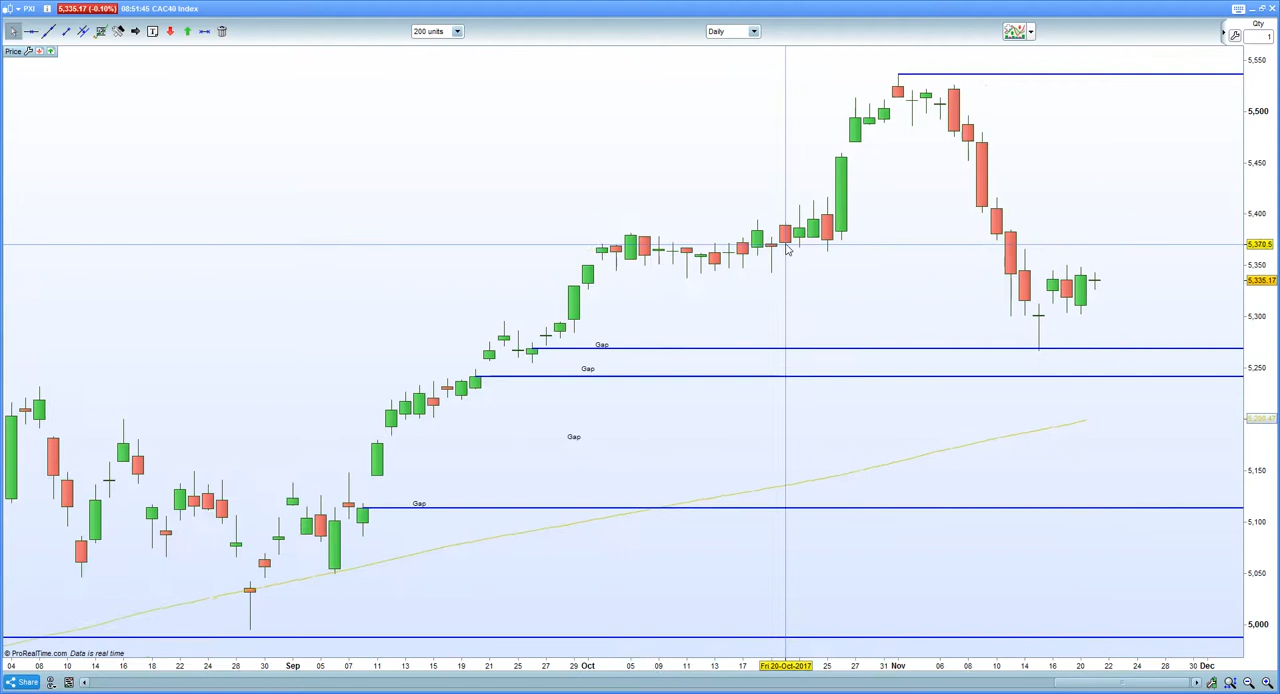 PXI 5,335.17 (-0.10%) 08:51:45 CAC40 Index
Qty
200 units Daily 1
Price
5,550
5,500
5,450
5,400
5,370.5
5,350
5,335.17
5,300
5,250
5,150
5,100
5,050
5,000
Gap
Gap
Gap
Gap
© ProRealTime.com Data is real time
04 08 10 14 16 18 22 24 28 30 Sep 05 07 11 13 15 19 21 25 27 29 Oct 05 09 11 13 17 Fri 20-Oct-2017 25 27 31 Nov 06 08 10 14 16 20 22 24 28 30 Dec
Share